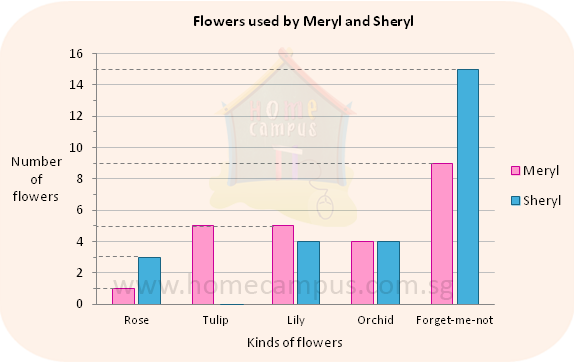 Flowers used by Meryl and Sheryl
16
14
12
10
8
6
4
2
0
Number
of
flowers
HOME
campus
www.homecampus.com.sg
Meryl
Sheryl
Rose
Tulip
Lily
Orchid
Forget-me-not
Kinds of flowers